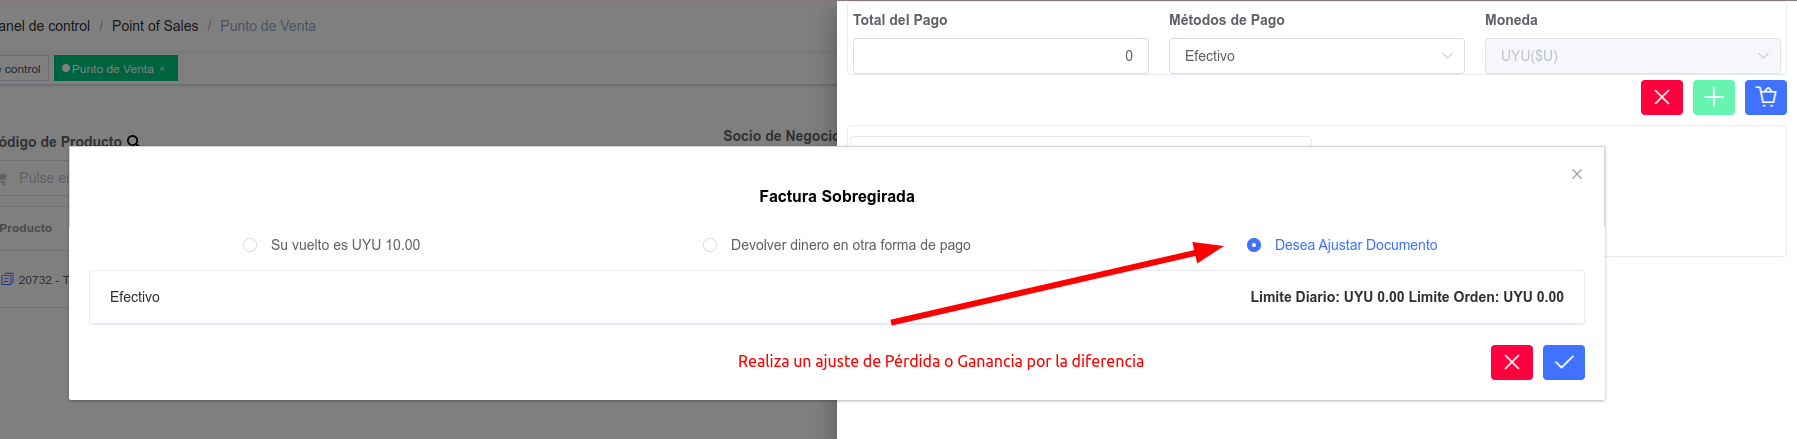 anel de control / Point of Sales / Punto de Venta
control
Punto de Venta ×
Total del Pago
Métodos de Pago
Moneda
0
Efectivo
UYU($U)
ódigo de Producto
Socio de Negocio
Pulse e
Producto
20732 - T
Factura Sobregirada
Su vuelto es UYU 10.00
Devolver dinero en otra forma de pago
Desea Ajustar Documento
Efectivo
Limite Diario: UYU 0.00 Limite Orden: UYU 0.00
Realiza un ajuste de Pérdida o Ganancia por la diferencia